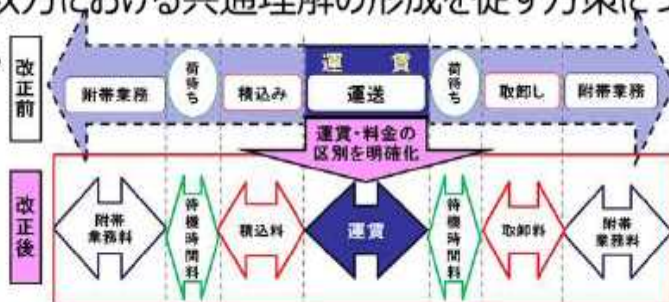 における共通理解の形成を促す方策に
改正前
運賃
附帯業務
荷待ち
積込み
運送
荷待ち
取卸し
附帯業務
運賃・料金の
区別を明確化
改正後
附帯
業務料
待機時間料
積込料
運賃
待機時間料
取卸料
附帯
業務料